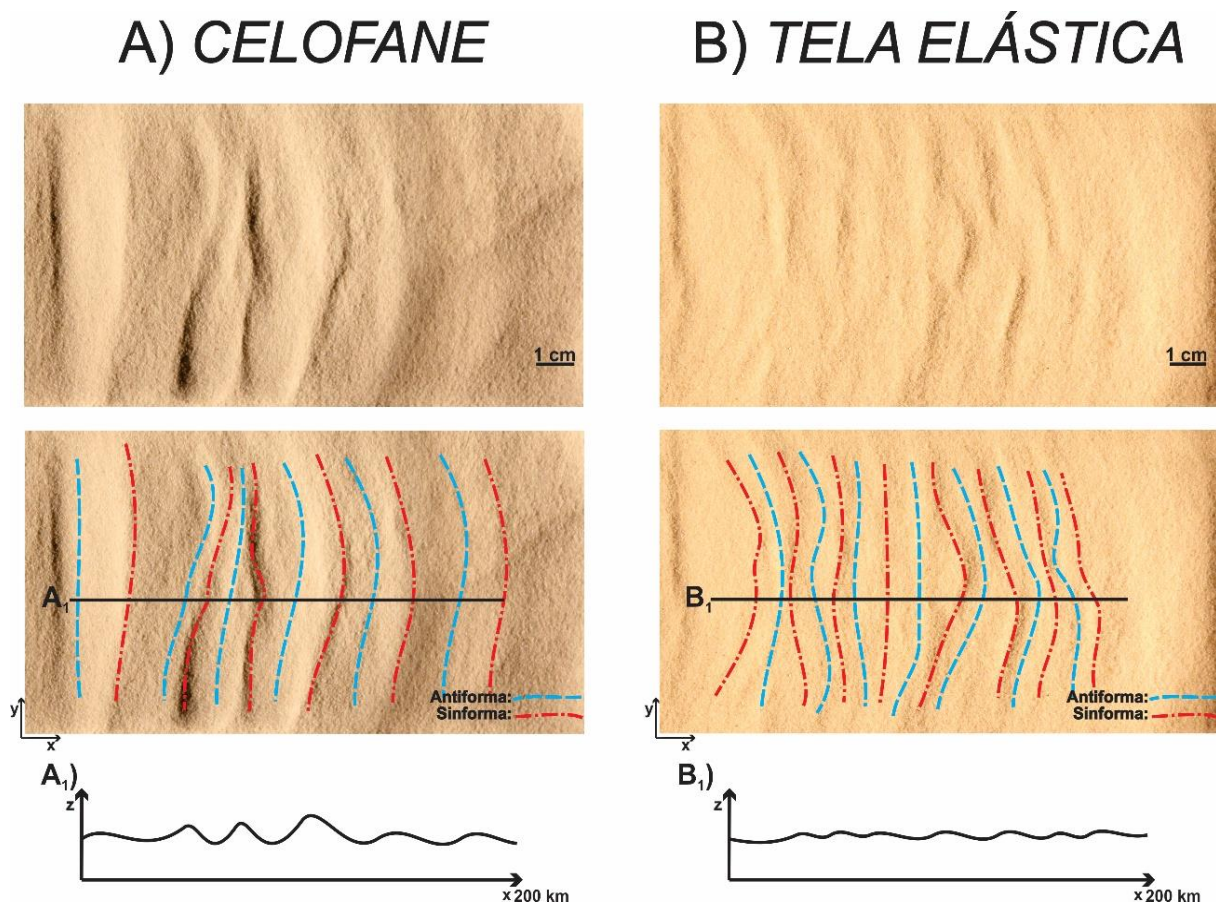 A) CELOFANE
B) TELA ELÁSTICA
1 cm
1 cm
A₁
Antiforma:
Sinforma:
y
x
B₁
Antiforma:
Sinforma:
y
x
A₁)
z
x 200 km
B₁)
z
x 200 km